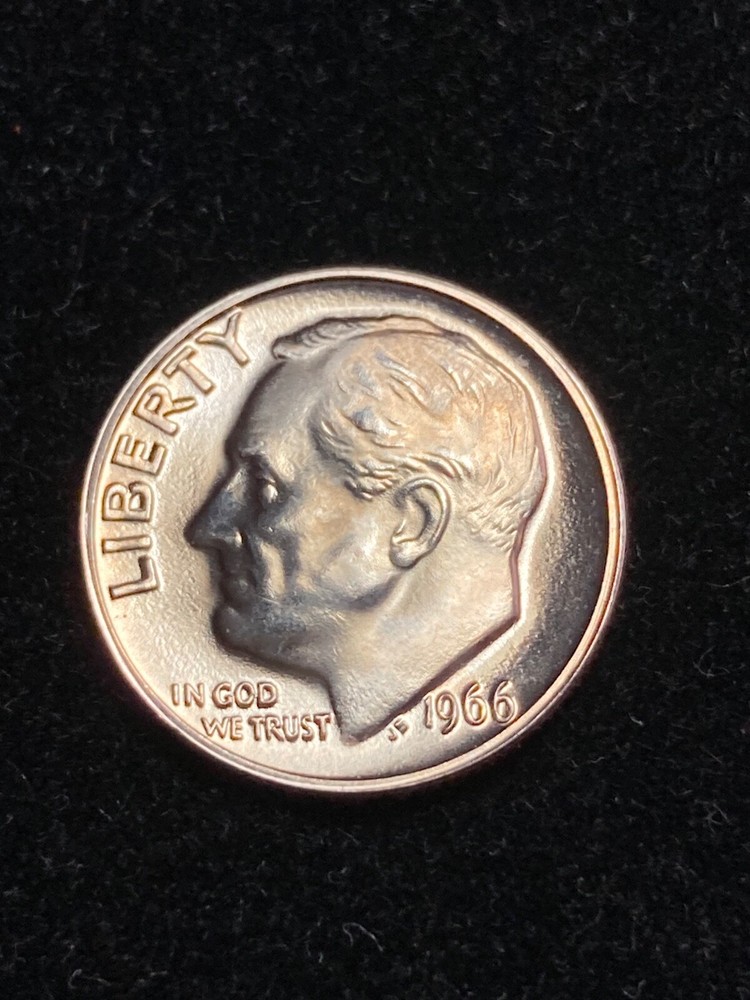 LIBERTY
IN GOD
WE TRUST
JS
1966